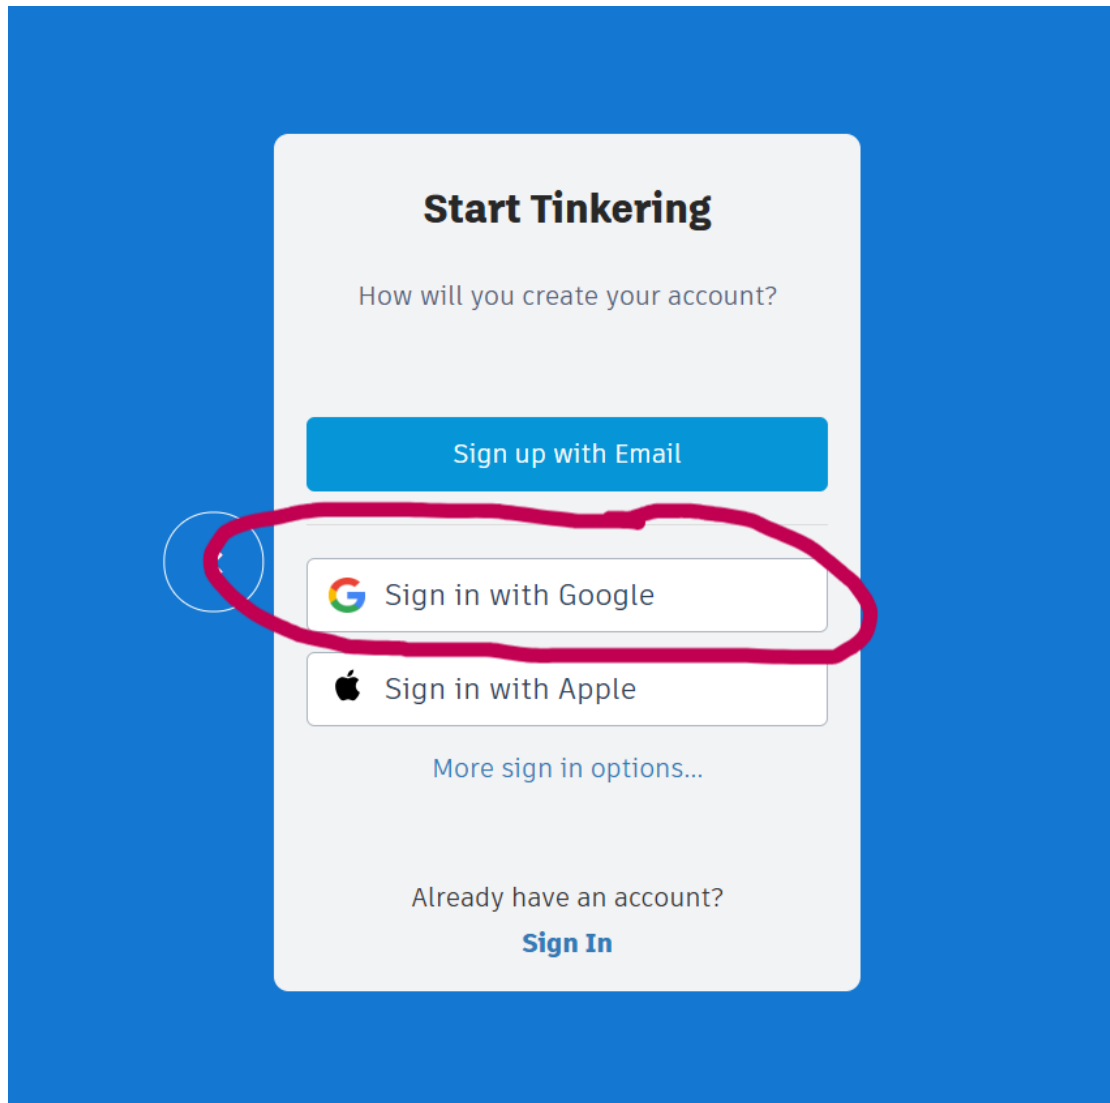 Start Tinkering
How will you create your account?
Sign up with Email
Sign in with Google
Sign in with Apple
More sign in options...
Already have an account?
Sign In